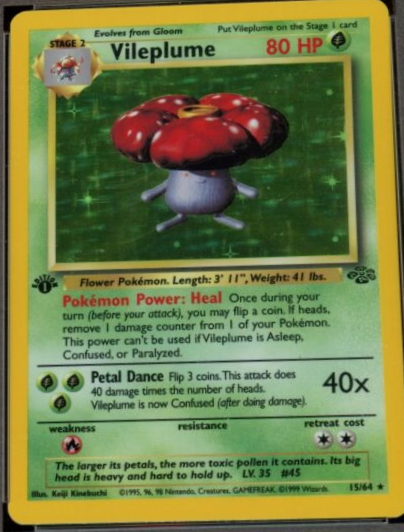 Evolves from Gloom Put Vileplume on the Stage 1 card
STAGE 2 Vileplume 80 HP
EDITION 1
Flower Pokémon. Length: 3' 11", Weight: 41 lbs.
Pokémon Power: Heal Once during your
turn (before your attack), you may flip a coin. If heads,
remove 1 damage counter from 1 of your Pokémon.
This power can't be used if Vileplume is Asleep,
Confused, or Paralyzed.
Petal Dance Flip 3 coins. This attack does
40 damage times the number of heads.
Vileplume is now Confused (after doing damage).
40x
weakness resistance retreat cost
The larger its petals, the more toxic pollen it contains. Its big
head is heavy and hard to hold up. LV. 35 #45
Illus. Keiji Kinebuchi ©1995, 96, 98 Nintendo, Creatures, GAMEFREAK. ©1999 Wizards. 15/64 ★